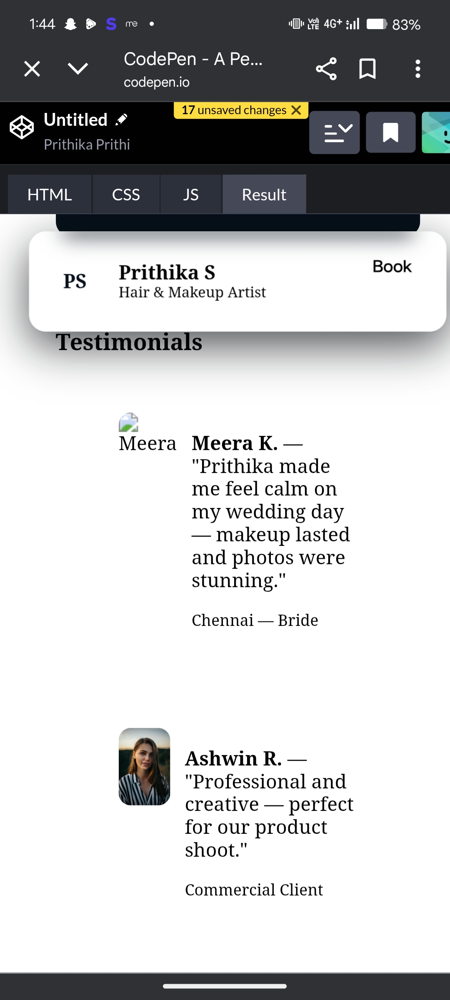 1:44
S
me
Vo)
LTE
4G+
83%
CodePen - A Pe...
codepen.io
17 unsaved changes
Untitled
Prithika Prithi
HTML
CSS
JS
Result
PS
Prithika S
Hair & Makeup Artist
Book
Testimonials
Meera
Meera K. —
"Prithika made
me feel calm on
my wedding day
— makeup lasted
and photos were
stunning."
Chennai — Bride
Ashwin R. —
"Professional and
creative — perfect
for our product
shoot."
Commercial Client